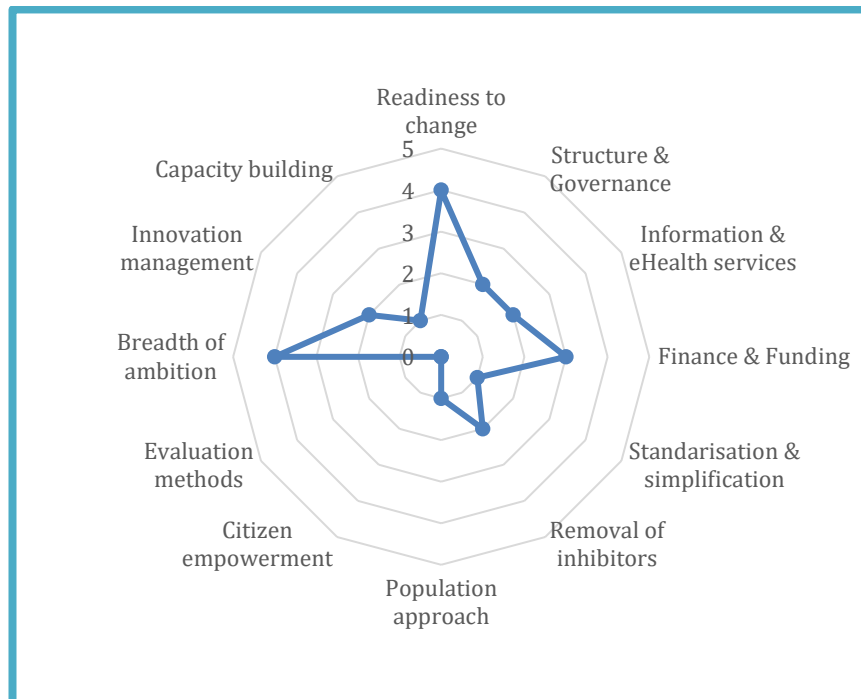 Readiness to
change
Structure &
Governance
Information &
eHealth services
Finance & Funding
Standarisation &
simplification
Removal of
inhibitors
Population
approach
Citizen
empowerment
Evaluation
methods
Breadth of
ambition
Innovation
management
Capacity building
5
4
3
2
1
0